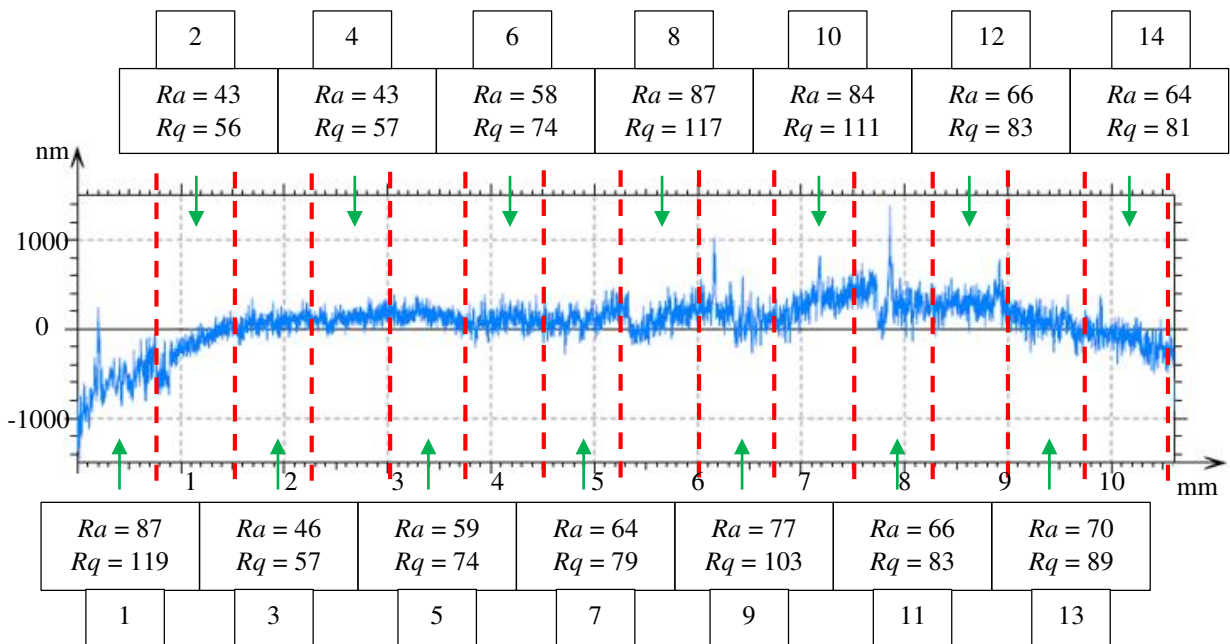 2 4 6 8 10 12 14
Ra = 43 Ra = 43 Ra = 58 Ra = 87 Ra = 84 Ra = 66 Ra = 64
Rq = 56 Rq = 57 Rq = 74 Rq = 117 Rq = 111 Rq = 83 Rq = 81
nm
1000
0
-1000
1 2 3 4 5 6 7 8 9 10 mm
Ra = 87 Ra = 46 Ra = 59 Ra = 64 Ra = 77 Ra = 66 Ra = 70
Rq = 119 Rq = 57 Rq = 74 Rq = 79 Rq = 103 Rq = 83 Rq = 89
1 3 5 7 9 11 13